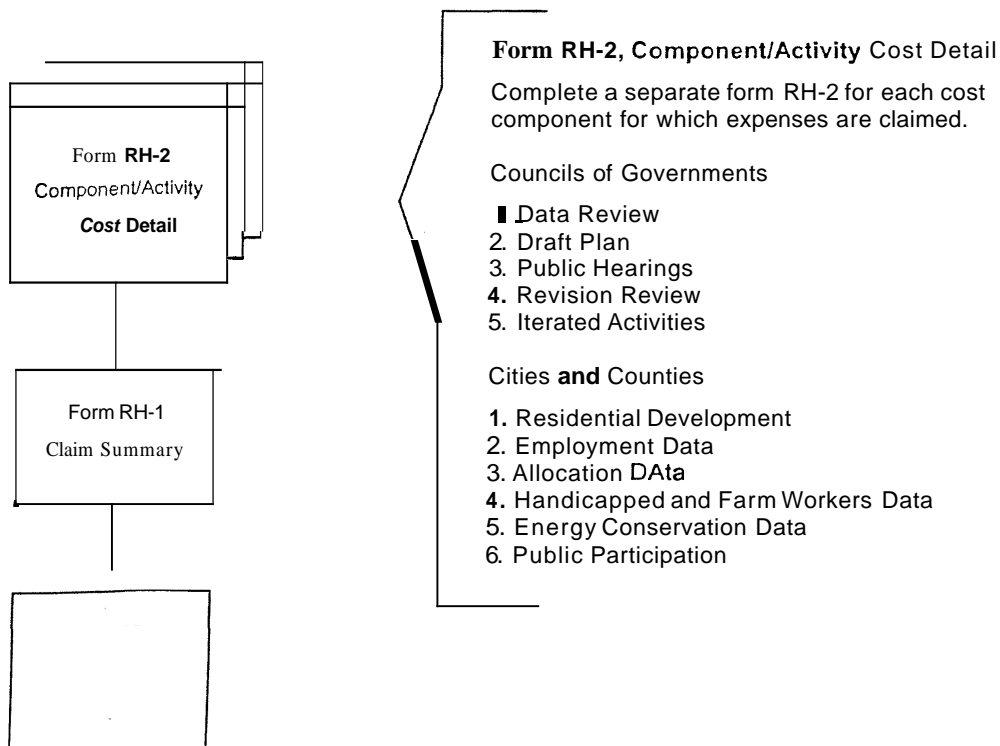 Form RH-2
Component/Activity
Cost Detail
Form RH-1
Claim Summary
Form RH-2, Component/Activity Cost Detail
Complete a separate form RH-2 for each cost
component for which expenses are claimed.
Councils of Governments
Data Review
2. Draft Plan
3. Public Hearings
4. Revision Review
5. Iterated Activities
Cities and Counties
1. Residential Development
2. Employment Data
3. Allocation DAta
4. Handicapped and Farm Workers Data
5. Energy Conservation Data
6. Public Participation